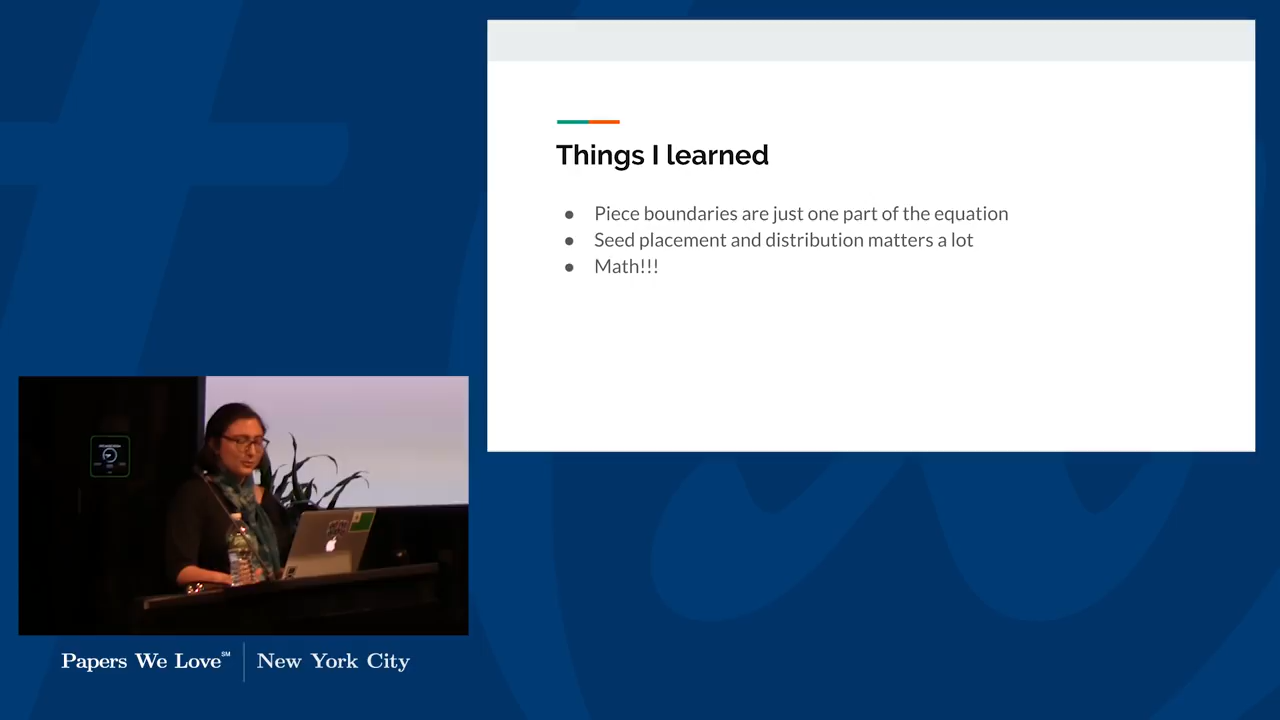 Things I learned
● Piece boundaries are just one part of the equation
● Seed placement and distribution matters a lot
● Math!!!
Papers We Love℠ | New York City